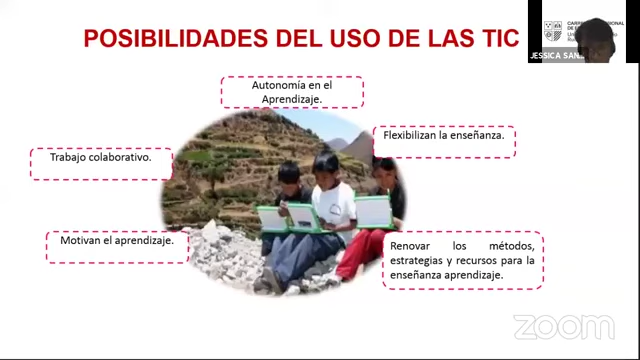 POSIBILIDADES DEL USO DE LAS TIC
JESSICA SAN
Autonomía en el
Aprendizaje.
Flexibilizan la enseñanza.
Trabajo colaborativo.
Motivan el aprendizaje.
Renovar los métodos,
estrategias y recursos para la
enseñanza aprendizaje.
zoom